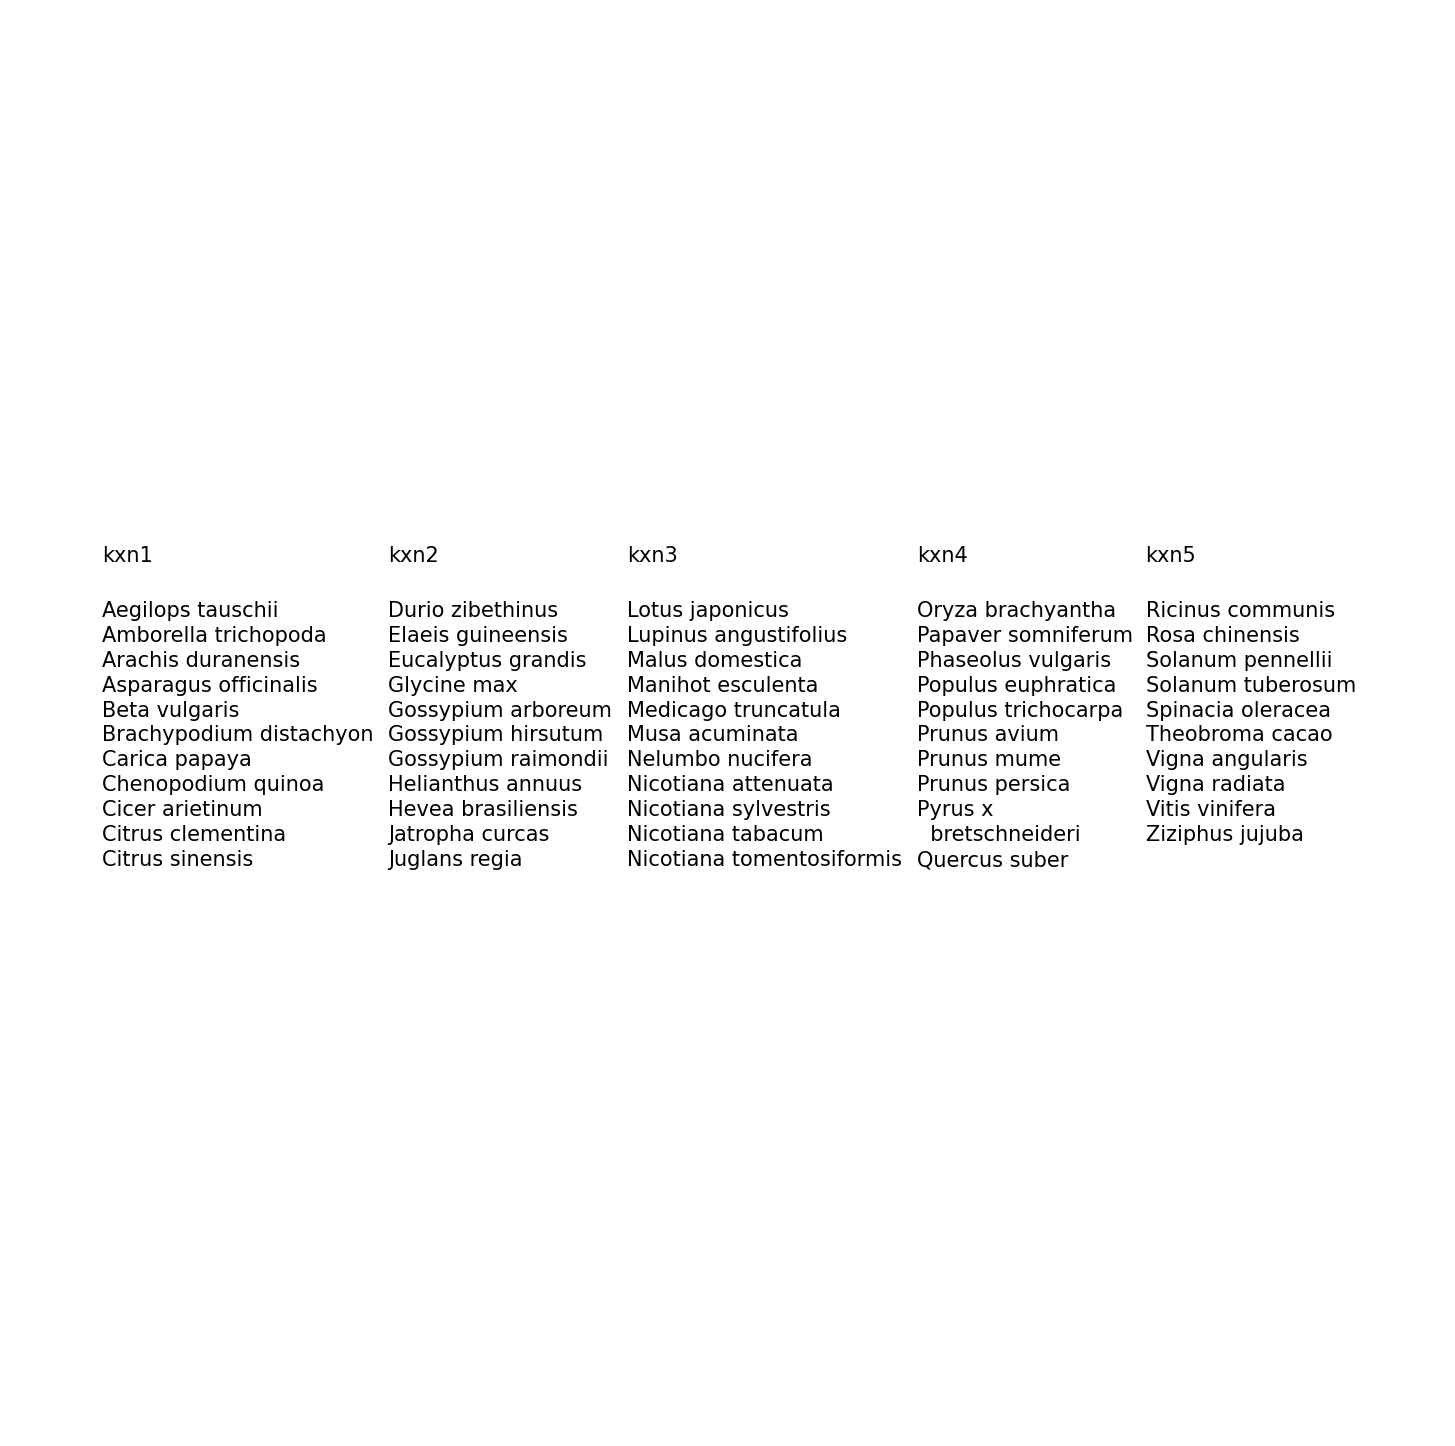 kxn1
Aegilops tauschii
Amborella trichopoda
Arachis duranensis
Asparagus officinalis
Beta vulgaris
Brachypodium distachyon
Carica papaya
Chenopodium quinoa
Cicer arietinum
Citrus clementina
Citrus sinensis
kxn2
Durio zibethinus
Elaeis guineensis
Eucalyptus grandis
Glycine max
Gossypium arboreum
Gossypium hirsutum
Gossypium raimondii
Helianthus annuus
Hevea brasiliensis
Jatropha curcas
Juglans regia
kxn3
Lotus japonicus
Lupinus angustifolius
Malus domestica
Manihot esculenta
Medicago truncatula
Musa acuminata
Nelumbo nucifera
Nicotiana attenuata
Nicotiana sylvestris
Nicotiana tabacum
Nicotiana tomentosiformis
kxn4
Oryza brachyantha
Papaver somniferum
Phaseolus vulgaris
Populus euphratica
Populus trichocarpa
Prunus avium
Prunus mume
Prunus persica
Pyrus x
bretschneideri
Quercus suber
kxn5
Ricinus communis
Rosa chinensis
Solanum pennellii
Solanum tuberosum
Spinacia oleracea
Theobroma cacao
Vigna angularis
Vigna radiata
Vitis vinifera
Ziziphus jujuba